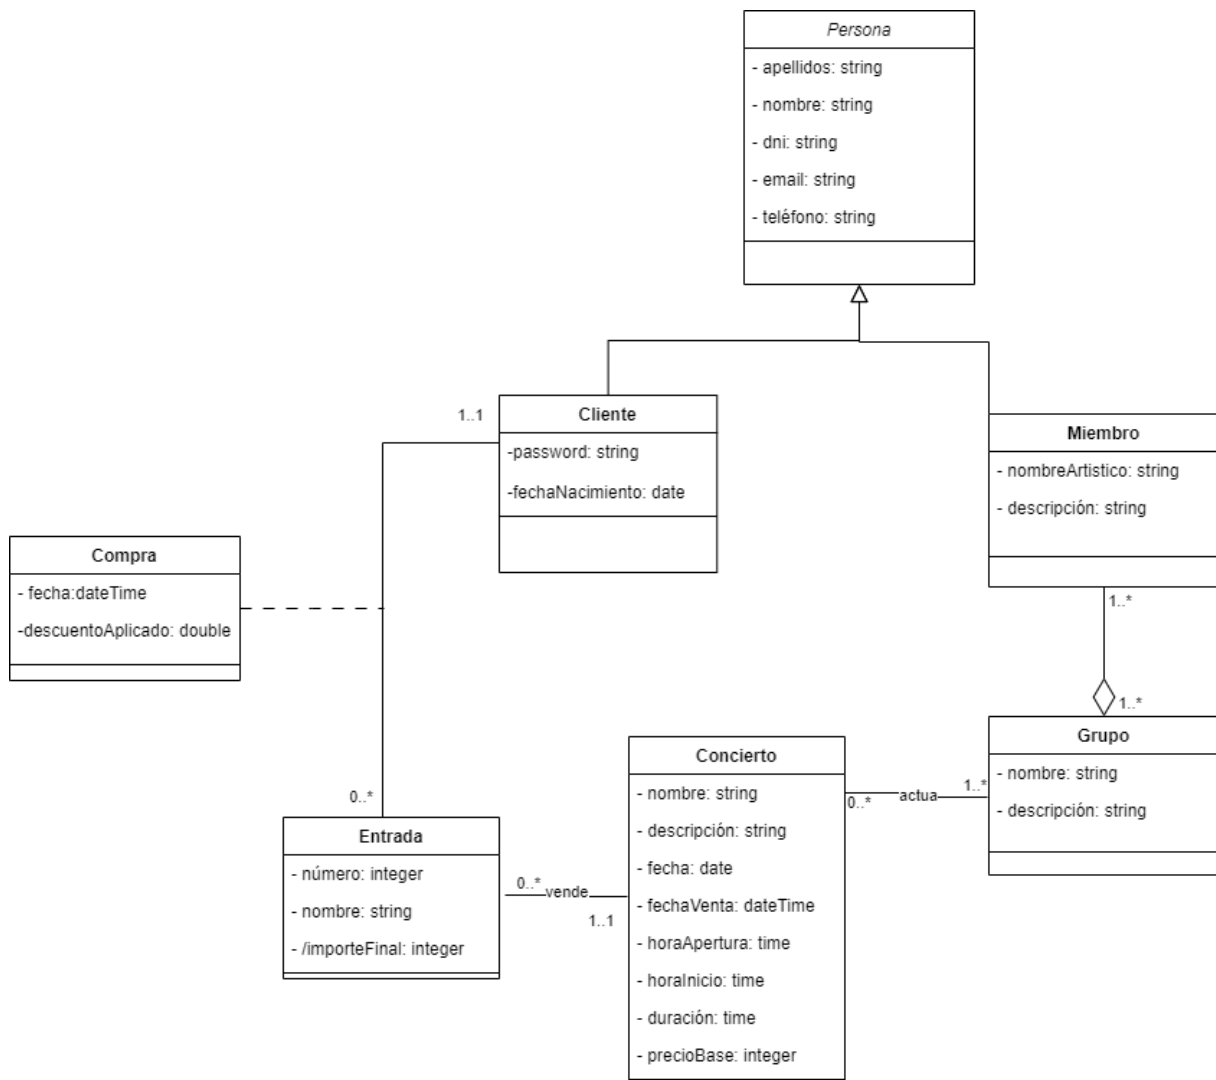 Persona
- apellidos: string
- nombre: string
- dni: string
- email: string
- teléfono: string
1..1
Cliente
-password: string
-fechaNacimiento: date
Miembro
- nombreArtistico: string
- descripción: string
Compra
- fecha:dateTime
-descuentoAplicado: double
1..*
1..*
Grupo
- nombre: string
- descripción: string
Concierto
- nombre: string
- descripción: string
- fecha: date
- fechaVenta: dateTime
- horaApertura: time
- horaInicio: time
- duración: time
- precioBase: integer
0..*
actua
1..*
0..*
Entrada
- número: integer
- nombre: string
- /importeFinal: integer
0..*
vende
1..1